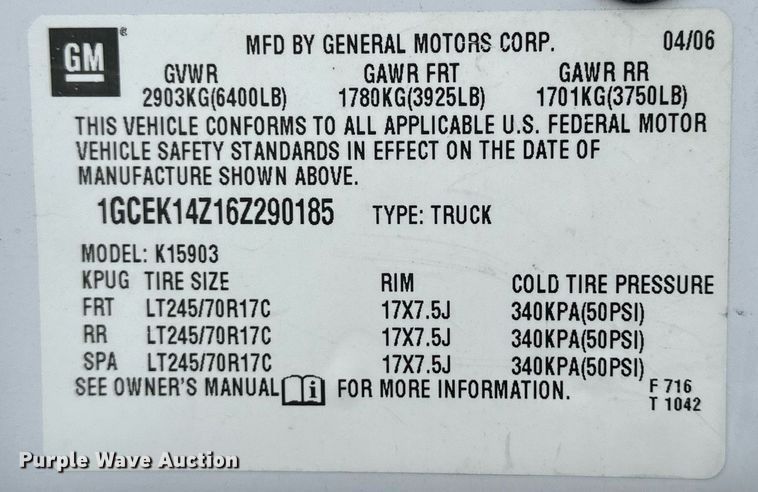 GM
®
MFD BY GENERAL MOTORS CORP. 04/06
GVWR GAWR FRT GAWR RR
2903KG(6400LB) 1780KG(3925LB) 1701KG(3750LB)
THIS VEHICLE CONFORMS TO ALL APPLICABLE U.S. FEDERAL MOTOR
VEHICLE SAFETY STANDARDS IN EFFECT ON THE DATE OF
MANUFACTURE SHOWN ABOVE.
1GCEK14Z16Z290185 TYPE: TRUCK
MODEL: K15903
KPUG TIRE SIZE RIM COLD TIRE PRESSURE
FRT LT245/70R17C 17X7.5J 340KPA(50PSI)
RR LT245/70R17C 17X7.5J 340KPA(50PSI)
SPA LT245/70R17C 17X7.5J 340KPA(50PSI)
SEE OWNER'S MANUAL i FOR MORE INFORMATION.
F 716
T 1042
Purple Wave Auction